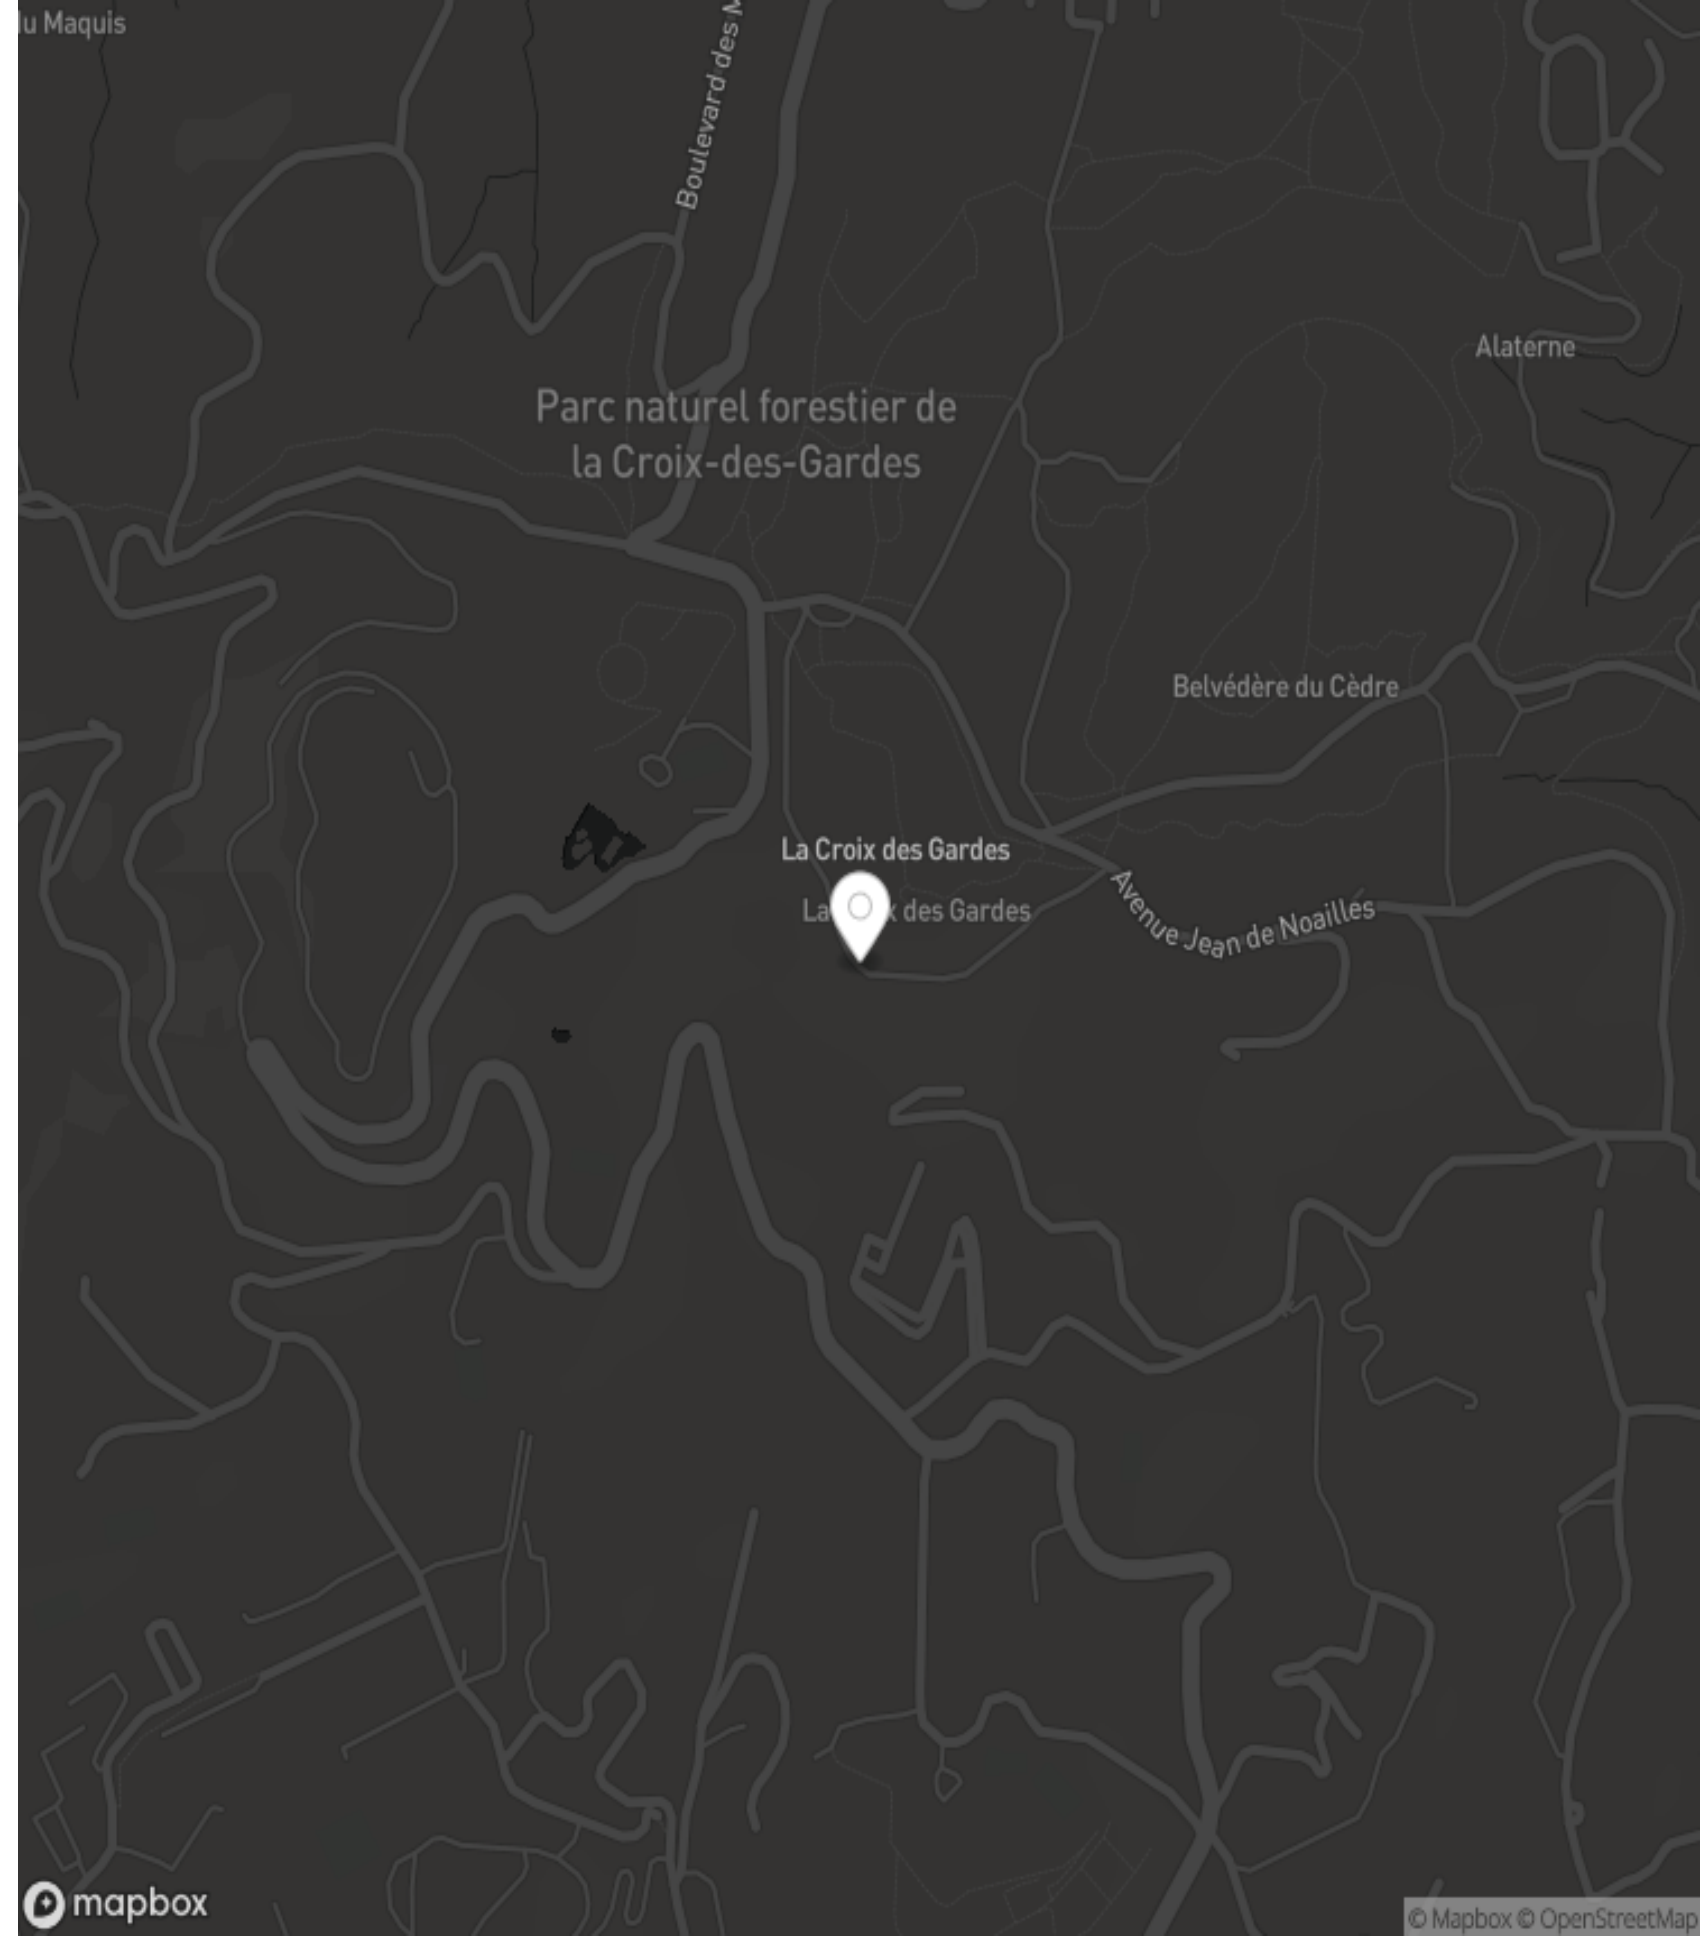 lu Maquis
Boulevard des M
Parc naturel forestier de
la Croix-des-Gardes
Alaterne
Belvédère du Cèdre
La Croix des Gardes
La x des Gardes
Avenue Jean de Noailles
mapbox
© Mapbox © OpenStreetMap